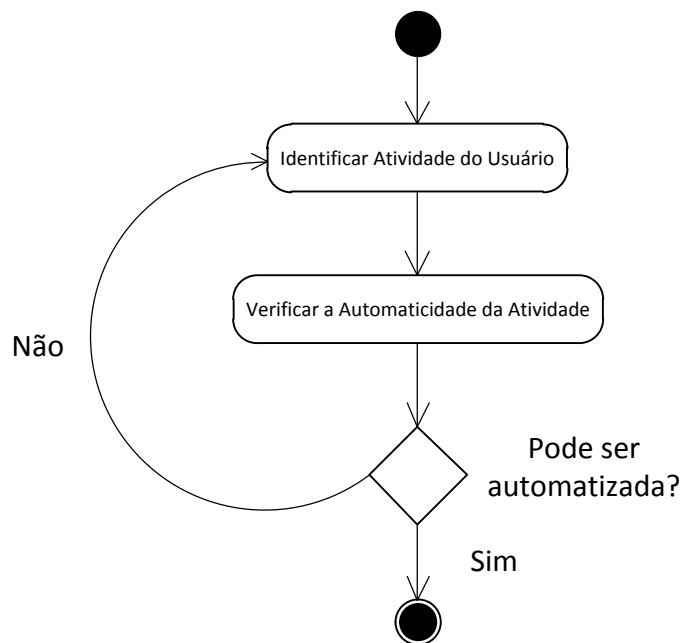 Identificar Atividade do Usuário
Verificar a Automaticidade da Atividade
Não
Pode ser
automatizada?
Sim